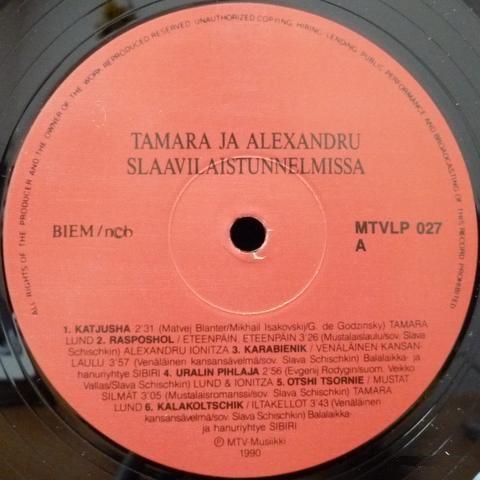 ALL RIGHTS OF THE PRODUCER AND THE OWNER OF THE WORK REPRODUCED RESERVED. UNAUTHORIZED COPYING, HIRING, LENDING, PUBLIC PERFORMANCE AND BROADCASTING OF THIS RECORD PROHIBITED
TAMARA JA ALEXANDRU
SLAAVILAISTUNNELMISSA
BIEM/ncb
MTVLP 027
A
1. KATJUSHA 2'31 (Matvej Blanter/Mikhail Isakovskij/G. de Godzinsky) TAMARA
LUND 2. RASPOSHOL / ETEENPÄIN, ETEENPÄIN 3'26 (Mustalaislaulu/sov. Slava
Schischkin) ALEXANDRU IONITZA 3. KARABIENIK / VENÄLÄINEN KANSAN-
LAULU 3'57 (Venäläinen kansansävelmä/sov. Slava Schischkin) Balalaikka- ja
hanuriyhtye SIBIRI 4. URALIN PIHLAJA 2'56 (Evgenij Rodygin/suom. Veikko
Vallas/Slava Schischkin) LUND & IONITZA 5. OTSHI TSORNIE / MUSTAT
SILMÄT 3'05 (Mustalaisromanssi/sov. Slava Schischkin) TAMARA
LUND 6. KALAKOLTSCHIK / ILTAKELLOT 3'43 (Venäläinen
kansansävelmä/sov. Slava Schischkin) Balalaikka-
ja hanuriyhtye SIBIRI
Ⓟ MTV-Musiikki
1990